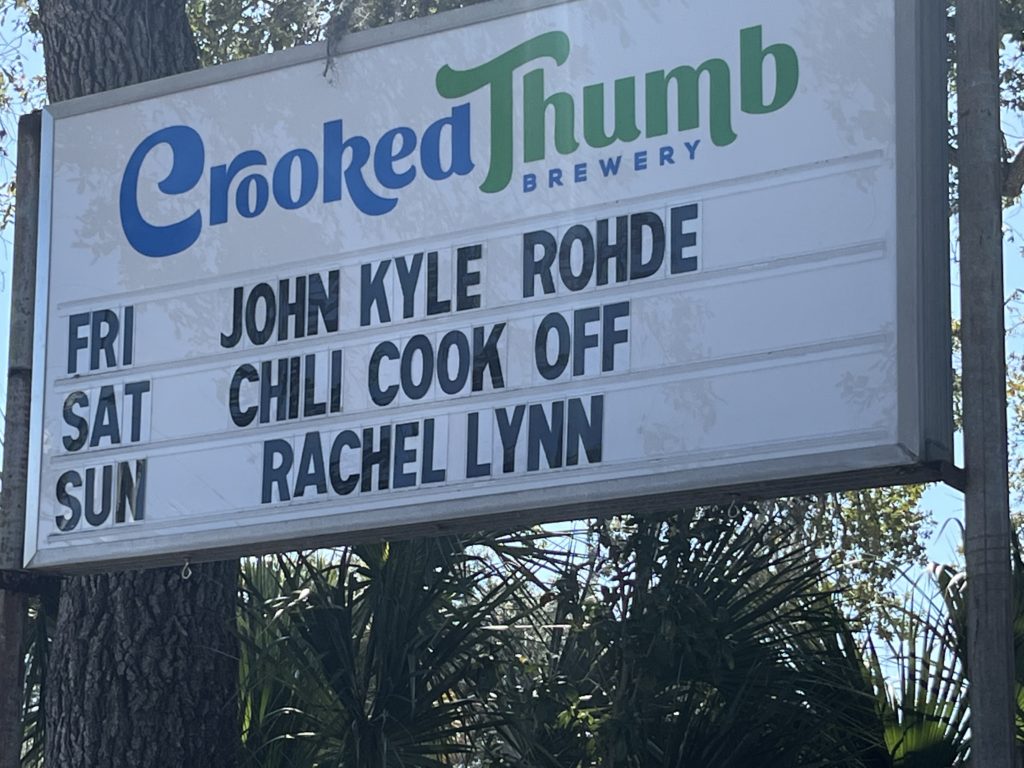 Crooked Thumb
BREWERY
FRI JOHN KYLE ROHDE
SAT CHILI COOK OFF
SUN RACHEL LYNN